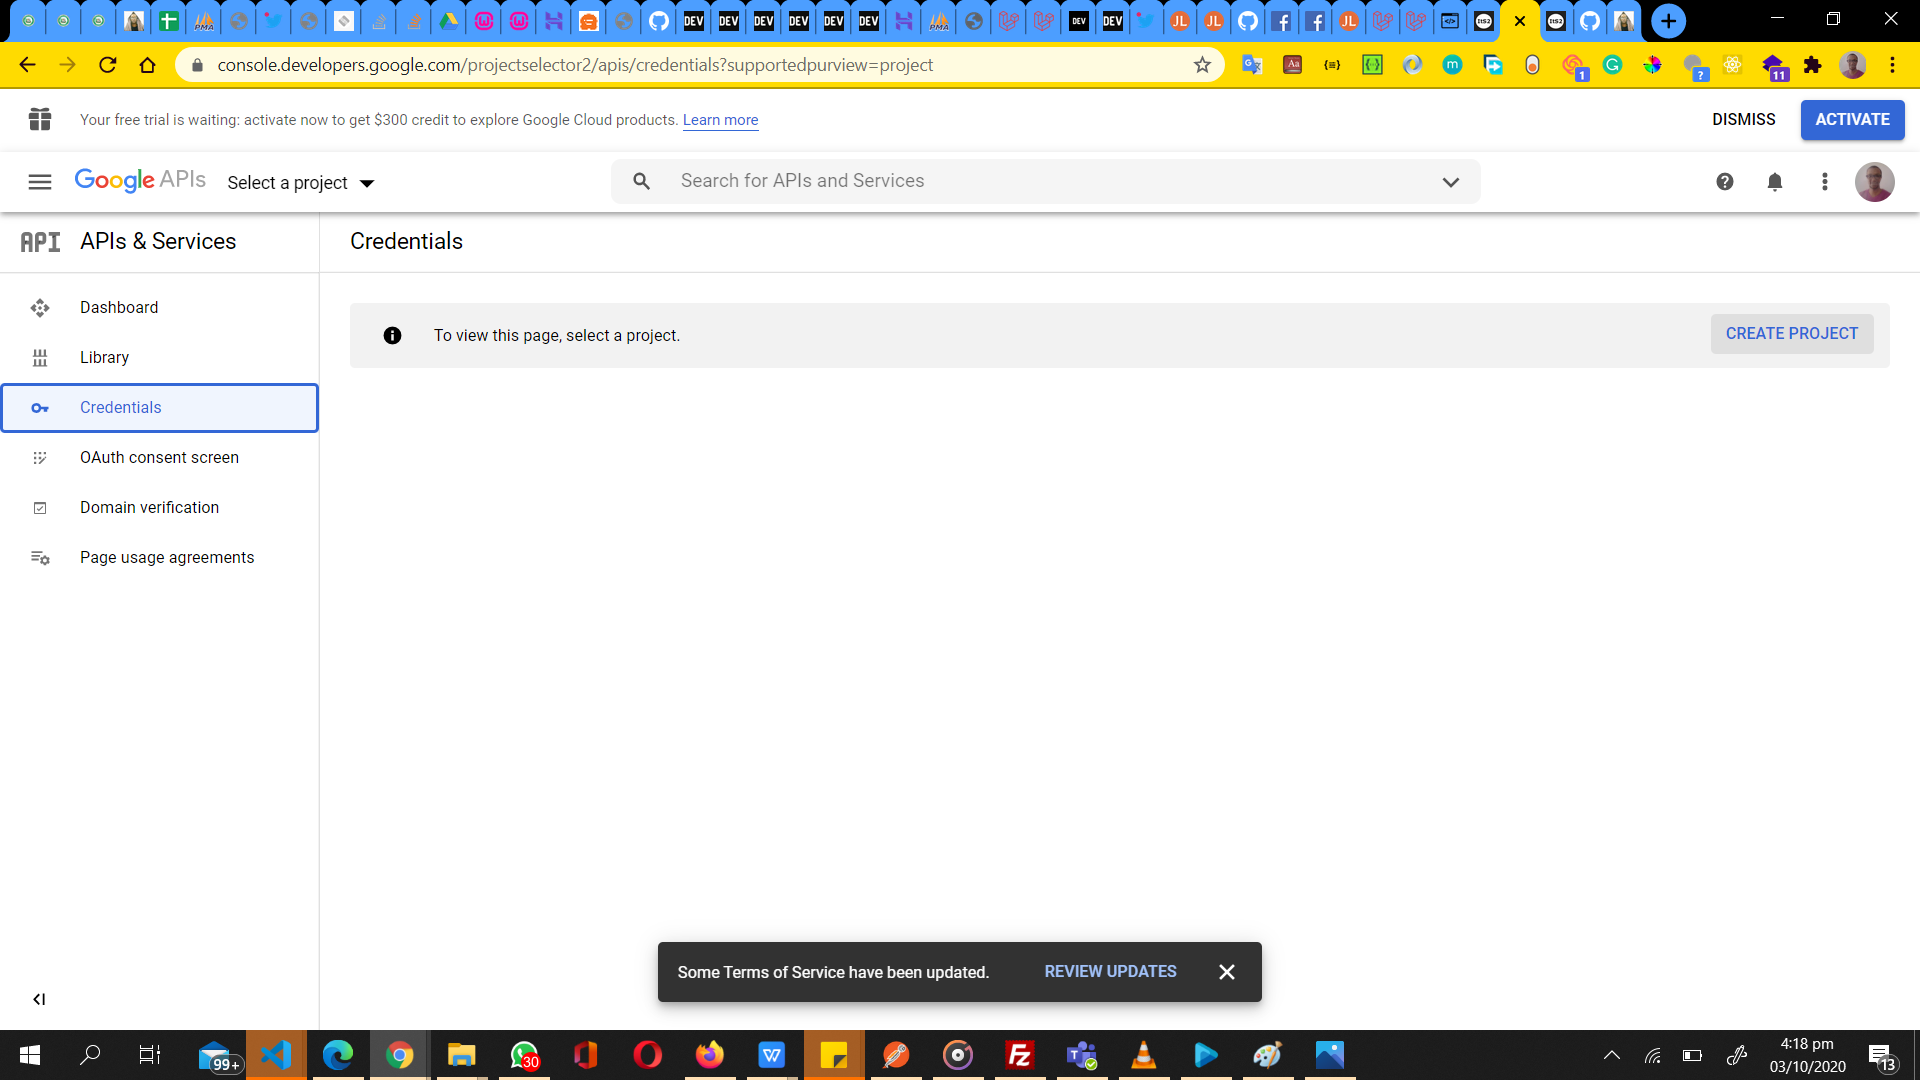 console.developers.google.com/projectselector2/apis/credentials?supportedpurview=project
1
?
11
Your free trial is waiting: activate now to get $300 credit to explore Google Cloud products. Learn more
DISMISS
ACTIVATE
Google APIs
Select a project
Search for APIs and Services
API APIs & Services
Credentials
Dashboard
Library
Credentials
OAuth consent screen
Domain verification
Page usage agreements
To view this page, select a project.
CREATE PROJECT
Some Terms of Service have been updated.
REVIEW UPDATES
99+
30
4:18 pm
03/10/2020
13